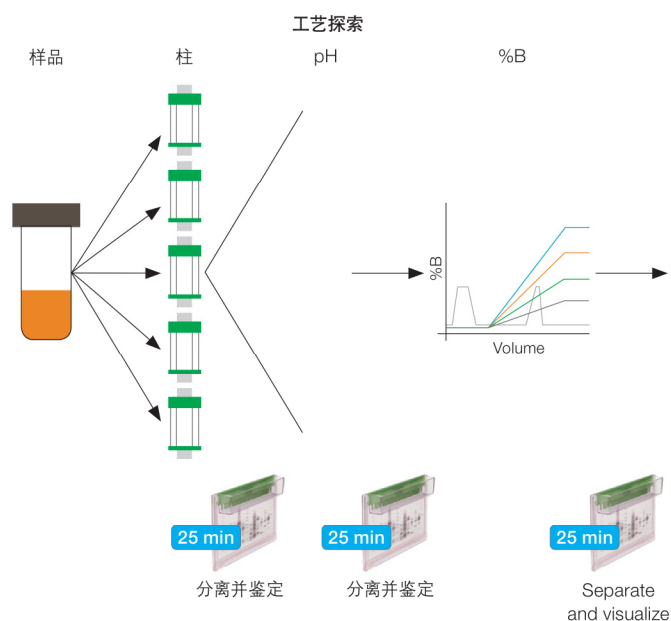 工艺探索
样品
柱
pH
%B
%B
Volume
25 min
25 min
25 min
分离并鉴定
分离并鉴定
Separate
and visualize